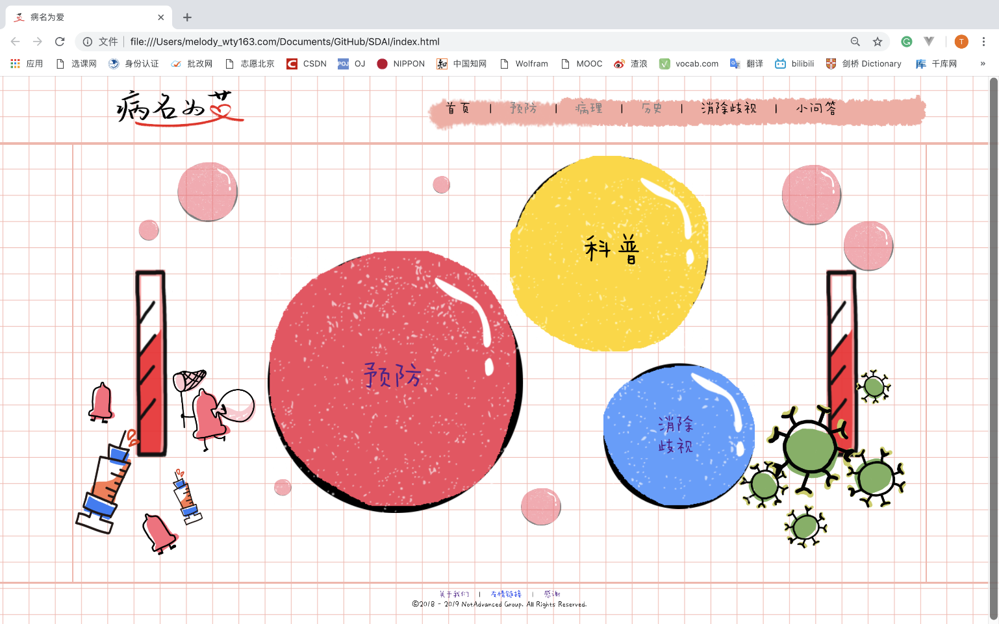 病名为爱
文件 file:///Users/melody_wty163.com/Documents/GitHub/SDAI/index.html
T
应用 选课网 身份认证 批改网 志愿北京 CSDN OJ NIPPON 中国知网 Wolfram MOOC 渣浪 vocab.com 翻译 bilibili 剑桥 Dictionary 千库网 »
病名为艾
首页 | 预防 | 病理 | 历史 | 消除歧视 | 小问答
科普
预防
消除
歧视
关于我们 | 友情链接 | 感谢
©2018 - 2019 NotAdvanced Group. All Rights Reserved.